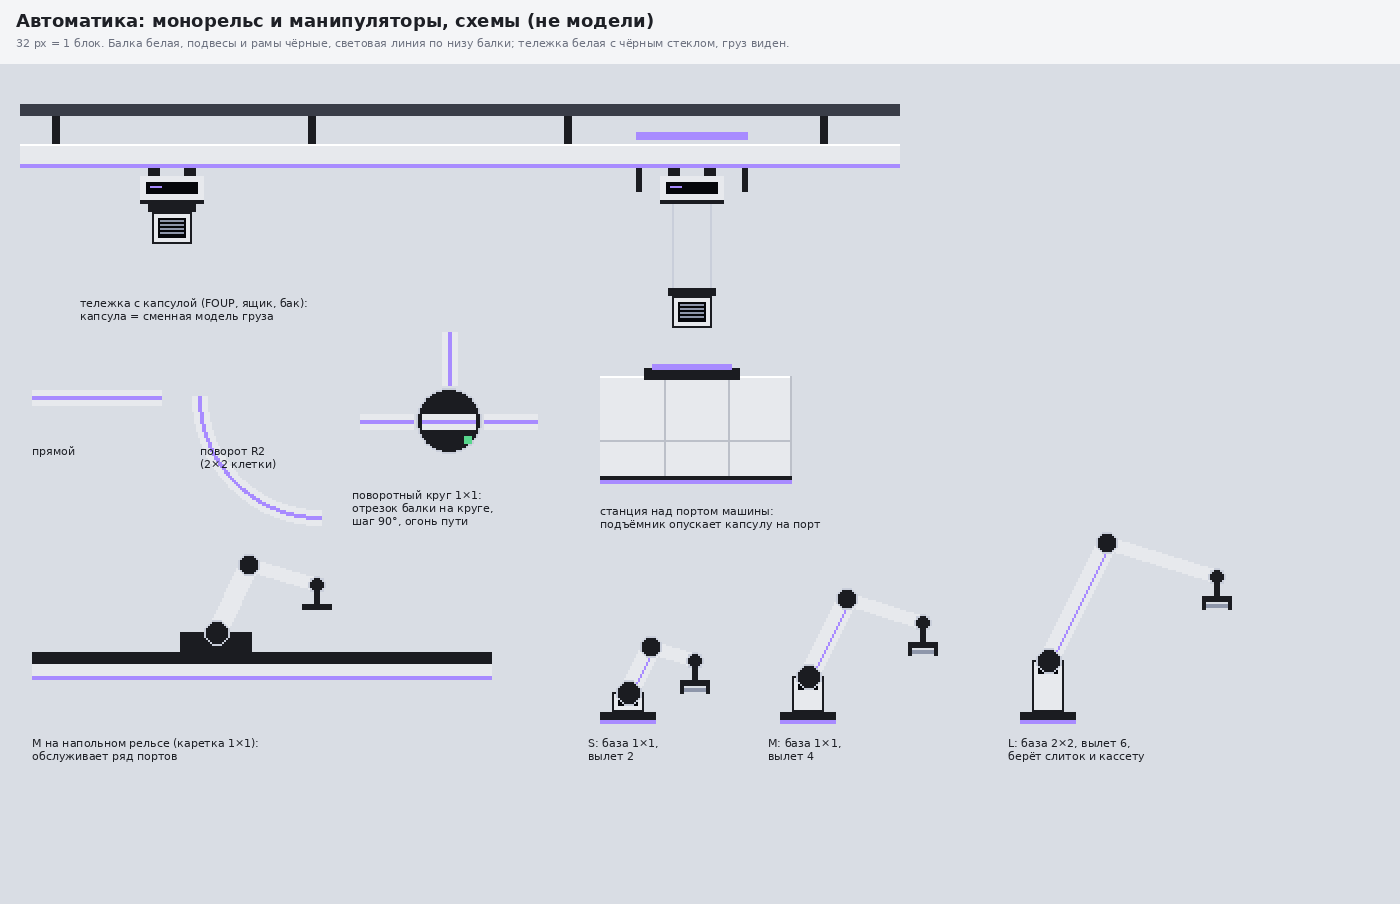 Автоматика: монорельс и манипуляторы, схемы (не модели)
32 px = 1 блок. Балка белая, подвесы и рамы чёрные, световая линия по низу балки; тележка белая с чёрным стеклом, груз виден.
тележка с капсулой (FOUP, ящик, бак):
капсула = сменная модель груза
прямой
поворот R2
(2×2 клетки)
поворотный круг 1×1:
отрезок балки на круге,
шаг 90°, огонь пути
станция над портом машины:
подъёмник опускает капсулу на порт
M на напольном рельсе (каретка 1×1):
обслуживает ряд портов
S: база 1×1,
вылет 2
M: база 1×1,
вылет 4
L: база 2×2, вылет 6,
берёт слиток и кассету